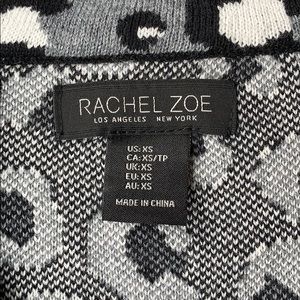 RACHEL ZOE
LOS ANGELES NEW YORK
US: XS
CA: XS/TP
UK: XS
EU: XS
AU: XS
MADE IN CHINA